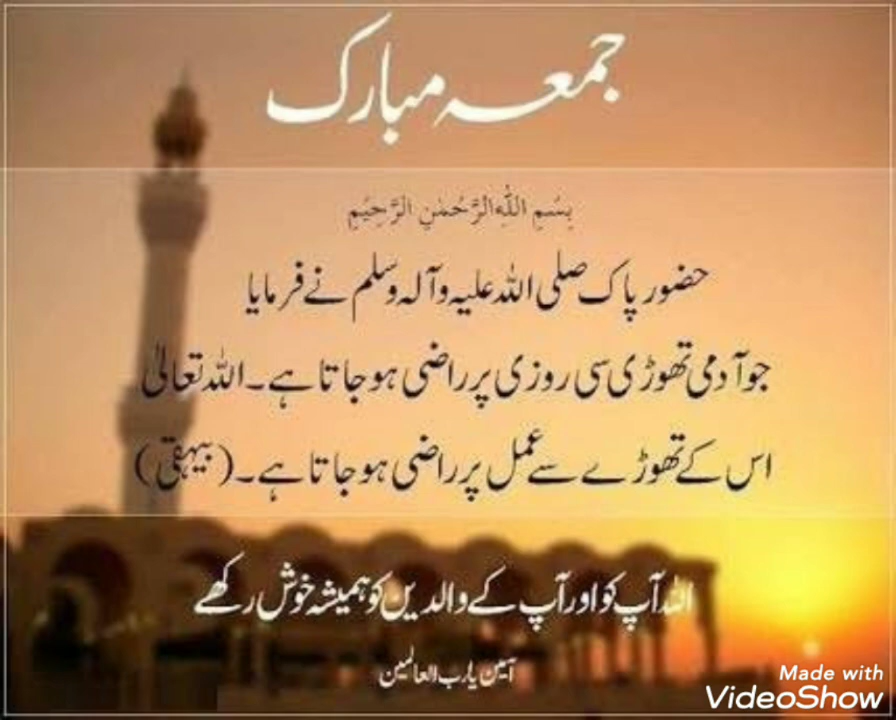 جمعہ مبارک
بِسْمِ اللّٰهِ الرَّحْمٰنِ الرَّحِيْمِ
حضور پاک صلی اللہ علیہ وآلہ وسلم نے فرمایا
جو آدمی تھوڑی سی روزی پر راضی ہو جاتا ہے۔ اللہ تعالیٰ
اس کے تھوڑے سے عمل پر راضی ہو جاتا ہے۔ (بیہقی)
اللہ آپ کو اور آپ کے والدین کو ہمیشہ خوش رکھے
آمین یارب العالمین
Made with
VideoShow